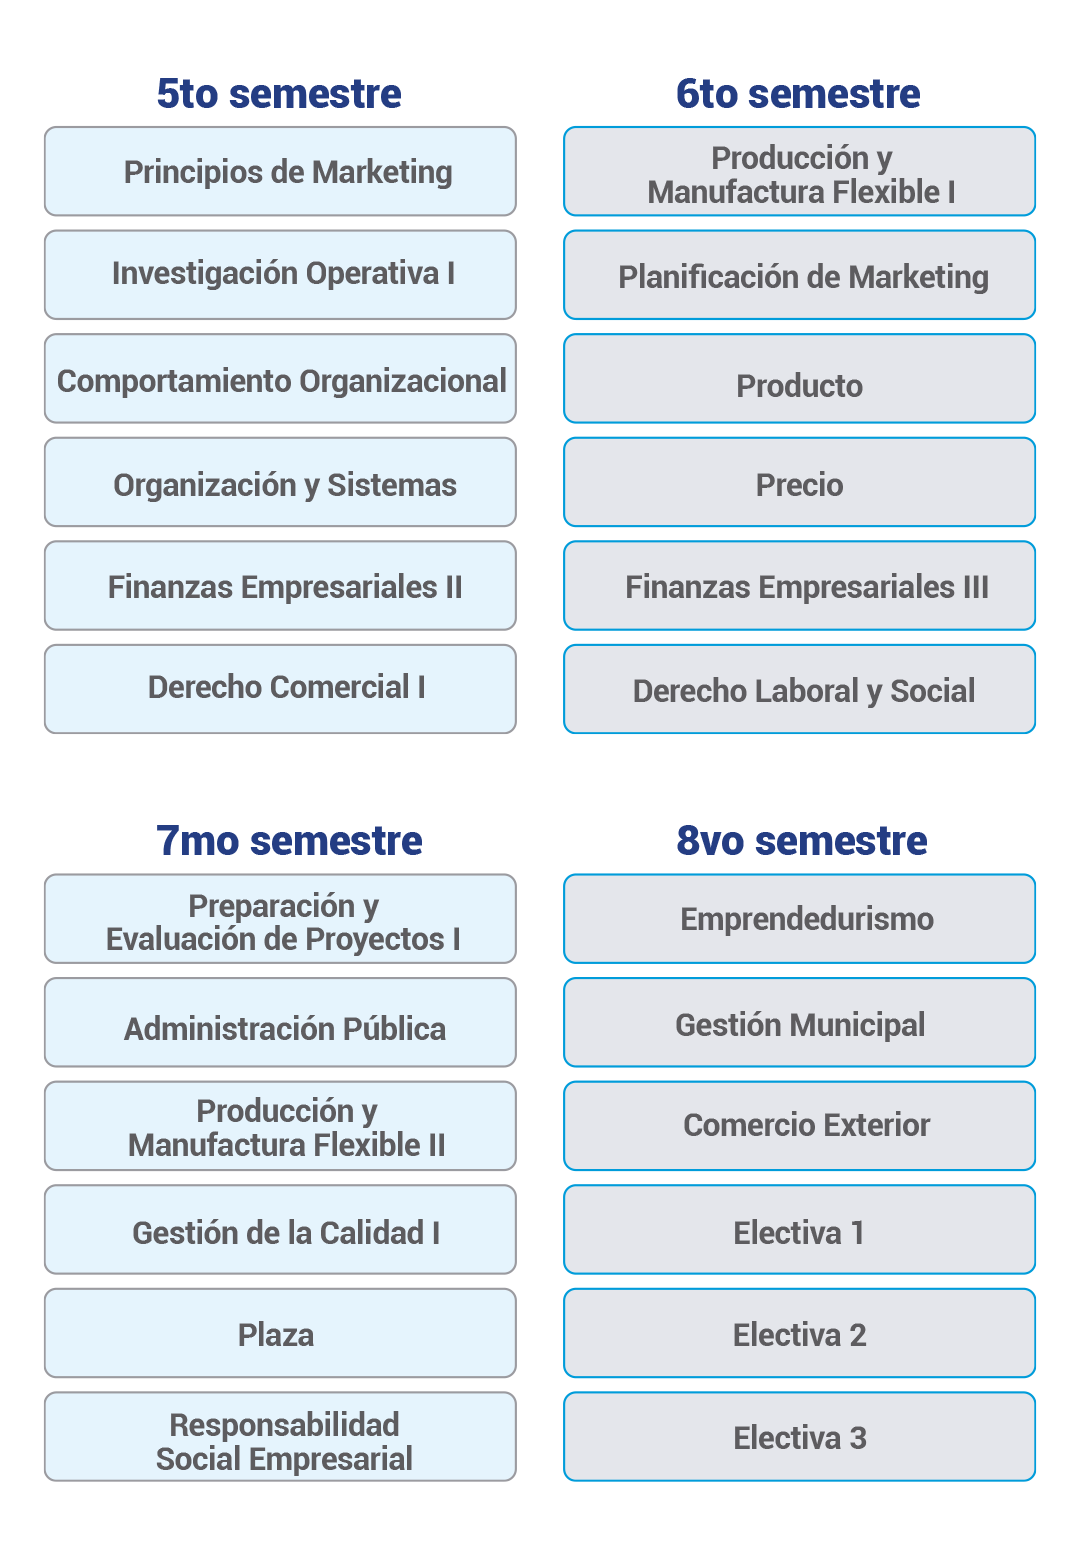 5to semestre
Principios de Marketing
Investigación Operativa I
Comportamiento Organizacional
Organización y Sistemas
Finanzas Empresariales II
Derecho Comercial I
6to semestre
Producción y
Manufactura Flexible I
Planificación de Marketing
Producto
Precio
Finanzas Empresariales III
Derecho Laboral y Social
7mo semestre
Preparación y
Evaluación de Proyectos I
Administración Pública
Producción y
Manufactura Flexible II
Gestión de la Calidad I
Plaza
Responsabilidad
Social Empresarial
8vo semestre
Emprendedurismo
Gestión Municipal
Comercio Exterior
Electiva 1
Electiva 2
Electiva 3